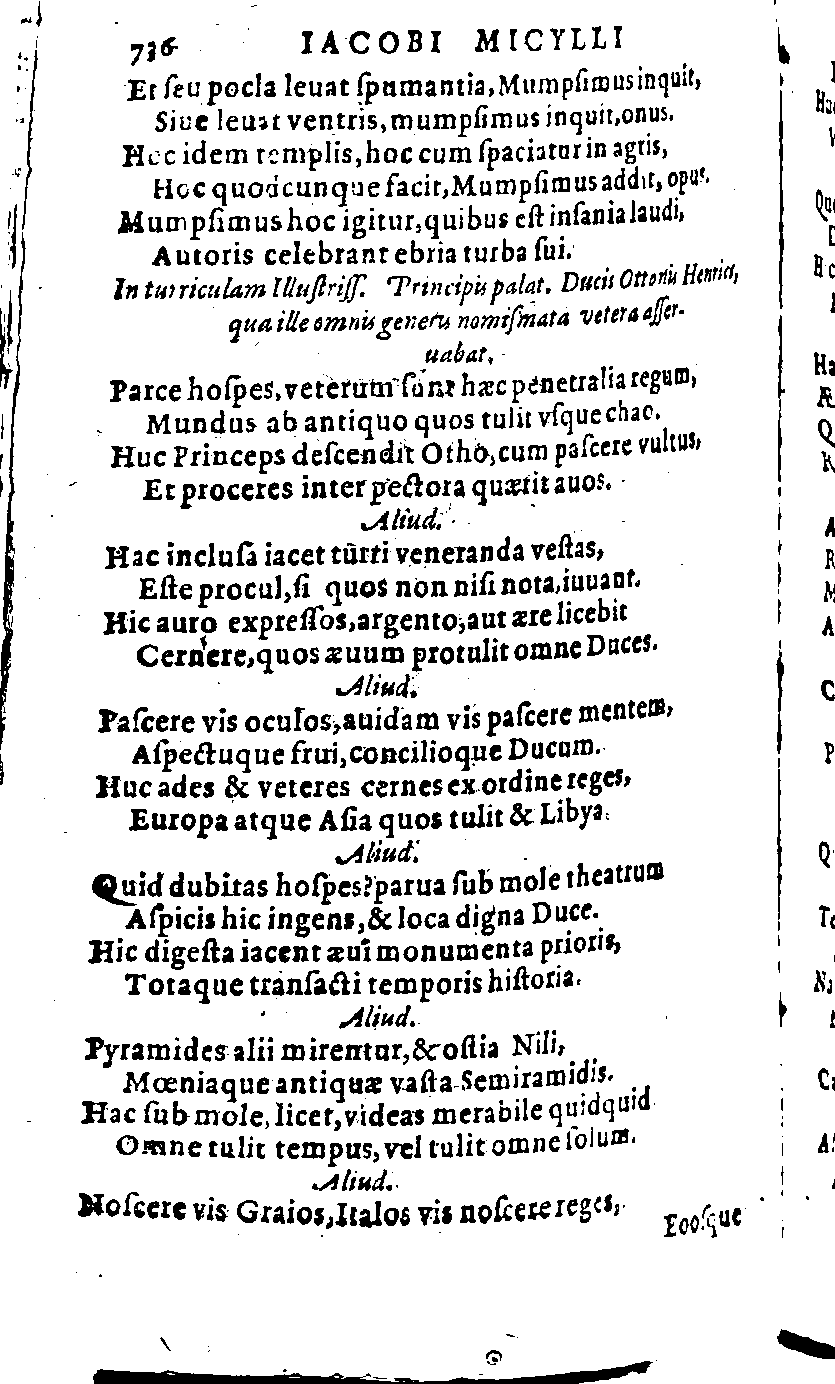 736 IACOBI MICYLLI
Et ſeu pocla leuat ſpumantia, Mumpſimus inquit,
Siue leuat ventris, mumpſimus inquit, onus.
Hoc idem templis, hoc cum ſpaciatur in agris,
Hoc quodcunque facit, Mumpſimus addit, opus.
Mumpſimus hoc igitur, quibus eſt inſania laudi,
Autoris celebrant ebria turba ſui.
In turriculam Illuſtriſſ. Principis palat. Ducis Ottonis Henrici,
qua ille omnis generis nomiſmata vetera aſſer-
uabat.
Parce hoſpes, veterum ſunt hæc penetralia regum,
Mundus ab antiquo quos tulit vſque chao.
Huc Princeps deſcendit Otho, cum paſcere vultus,
Et proceres inter pectora quærit auos.
Aliud.
Hac incluſa iacet turri veneranda veſtas,
Eſte procul, ſi quos non niſi nota, iuuant.
Hic auro expreſſos, argento, aut ære licebit
Cernere, quos æuum protulit omne Duces.
Aliud.
Paſcere vis oculos, auidam vis paſcere mentem,
Aſpectuque frui, concilioque Ducum.
Huc ades & veteres cernes ex ordine reges,
Europa atque Aſia quos tulit & Libya.
Aliud.
Quid dubitas hoſpes? parua ſub mole theatrum
Aſpicis hic ingens, & loca digna Duce.
Hic digeſta iacent æui monumenta prioris,
Totaque tranſacti temporis hiſtoria.
Aliud.
Pyramides alii mirentur, & oſtia Nili,
Mœniaque antiquæ vaſta Semiramidis.
Hac ſub mole, licet, videas merabile quidquid
Omne tulit tempus, vel tulit omne ſolum.
Aliud.
Noſcere vis Graios, Italos vis noſcere reges,
Eooſque